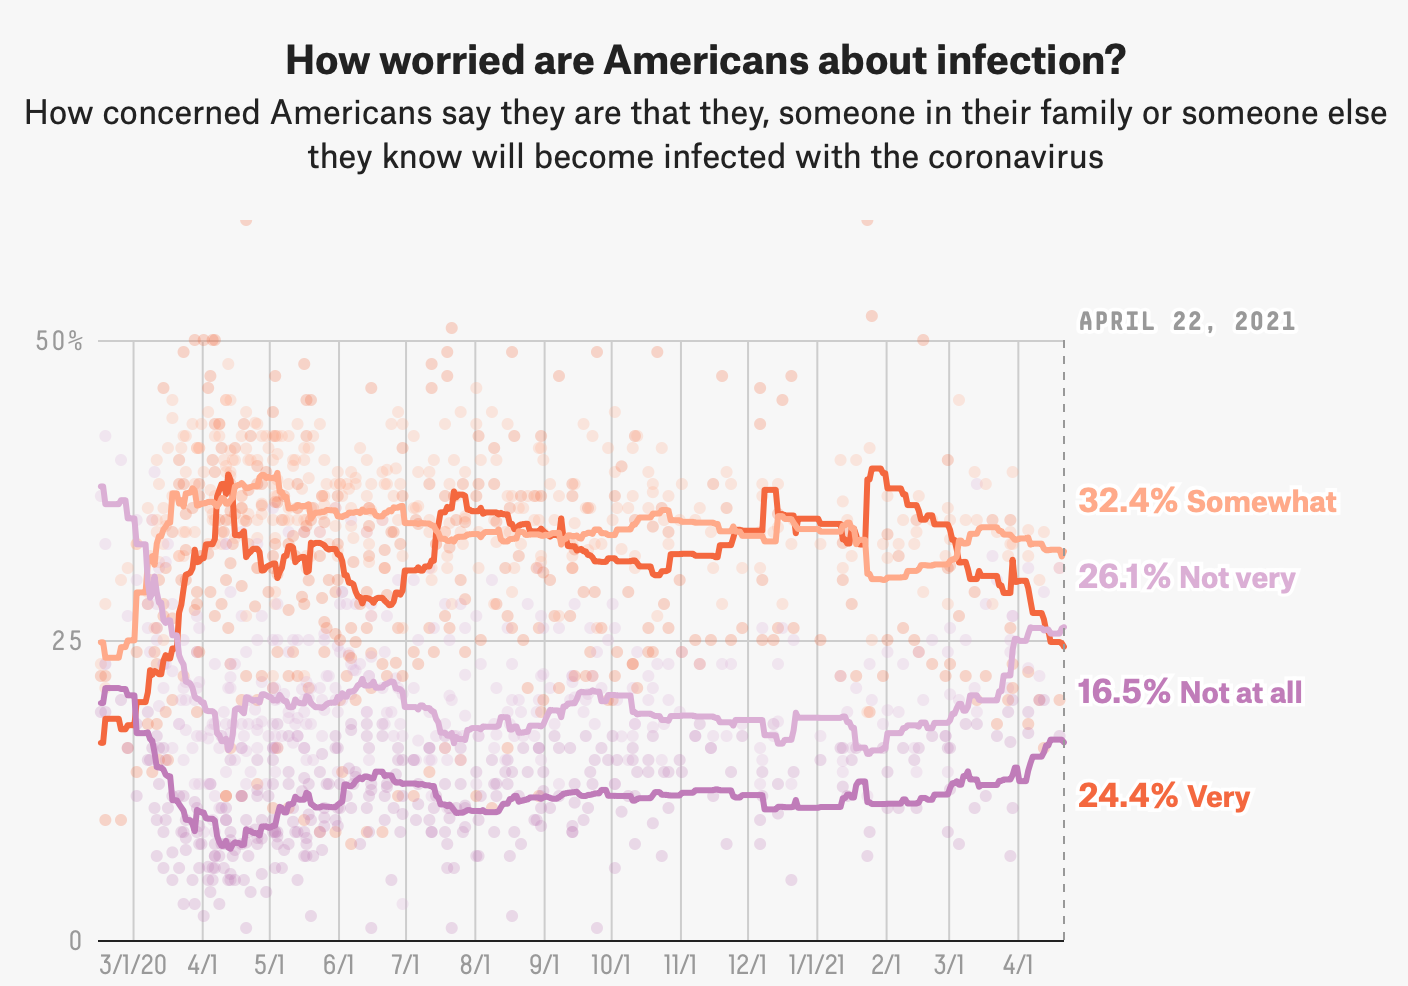 How worried are Americans about infection?
How concerned Americans say they are that they, someone in their family or someone else
they know will become infected with the coronavirus
APRIL 22, 2021
50%
32.4% Somewhat
26.1% Not very
25
16.5% Not at all
24.4% Very
0
3/1/20 4/1 5/1 6/1 7/1 8/1 9/1 10/1 11/1 12/1 1/1/21 2/1 3/1 4/1